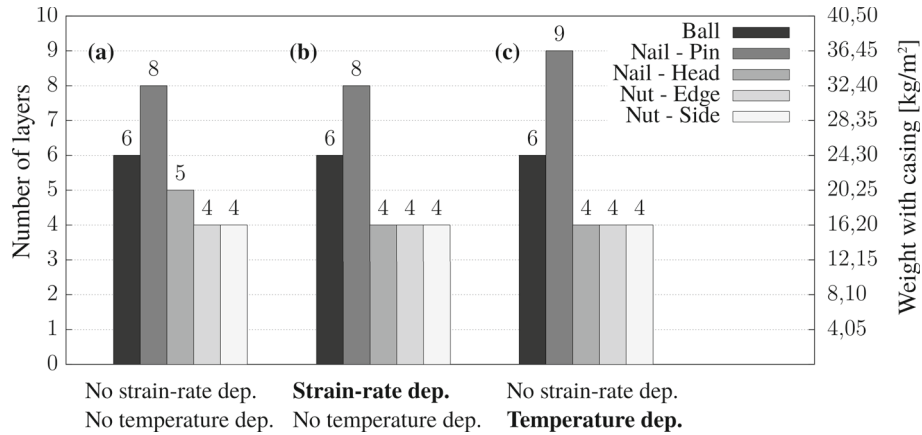 10
9
8
7
6
5
4
3
2
1
0
Number of layers
(a)
(b)
(c)
6
8
5
4
4
6
8
4
4
4
6
9
4
4
4
Ball
Nail - Pin
Nail - Head
Nut - Edge
Nut - Side
40,50
36,45
32,40
28,35
24,30
20,25
16,20
12,15
8,10
4,05
Weight with casing [kg/m²]
No strain-rate dep.
No temperature dep.
Strain-rate dep.
No temperature dep.
No strain-rate dep.
Temperature dep.